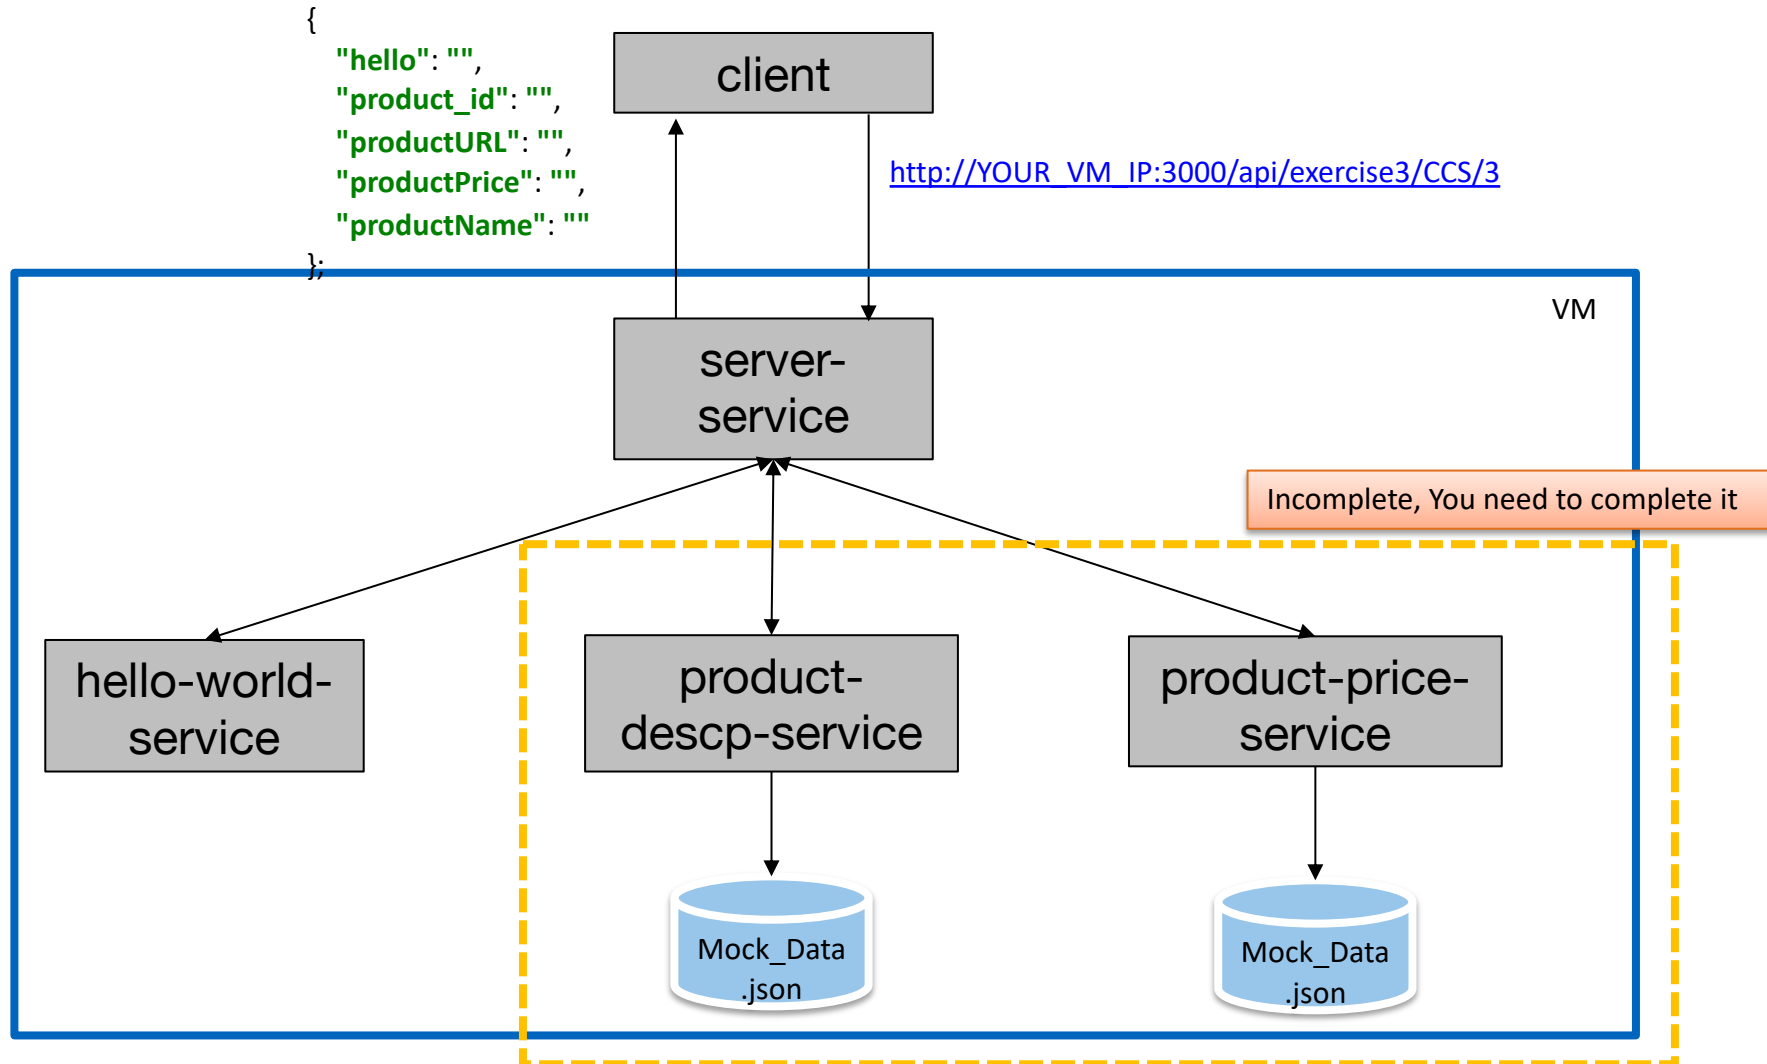 {
"hello": "",
"product_id": "",
"productURL": "",
"productPrice": "",
"productName": ""
};
client
http://YOUR_VM_IP:3000/api/exercise3/CCS/3
VM
server-
service
Incomplete, You need to complete it
hello-world-
service
product-
descp-service
product-price-
service
Mock_Data
.json
Mock_Data
.json